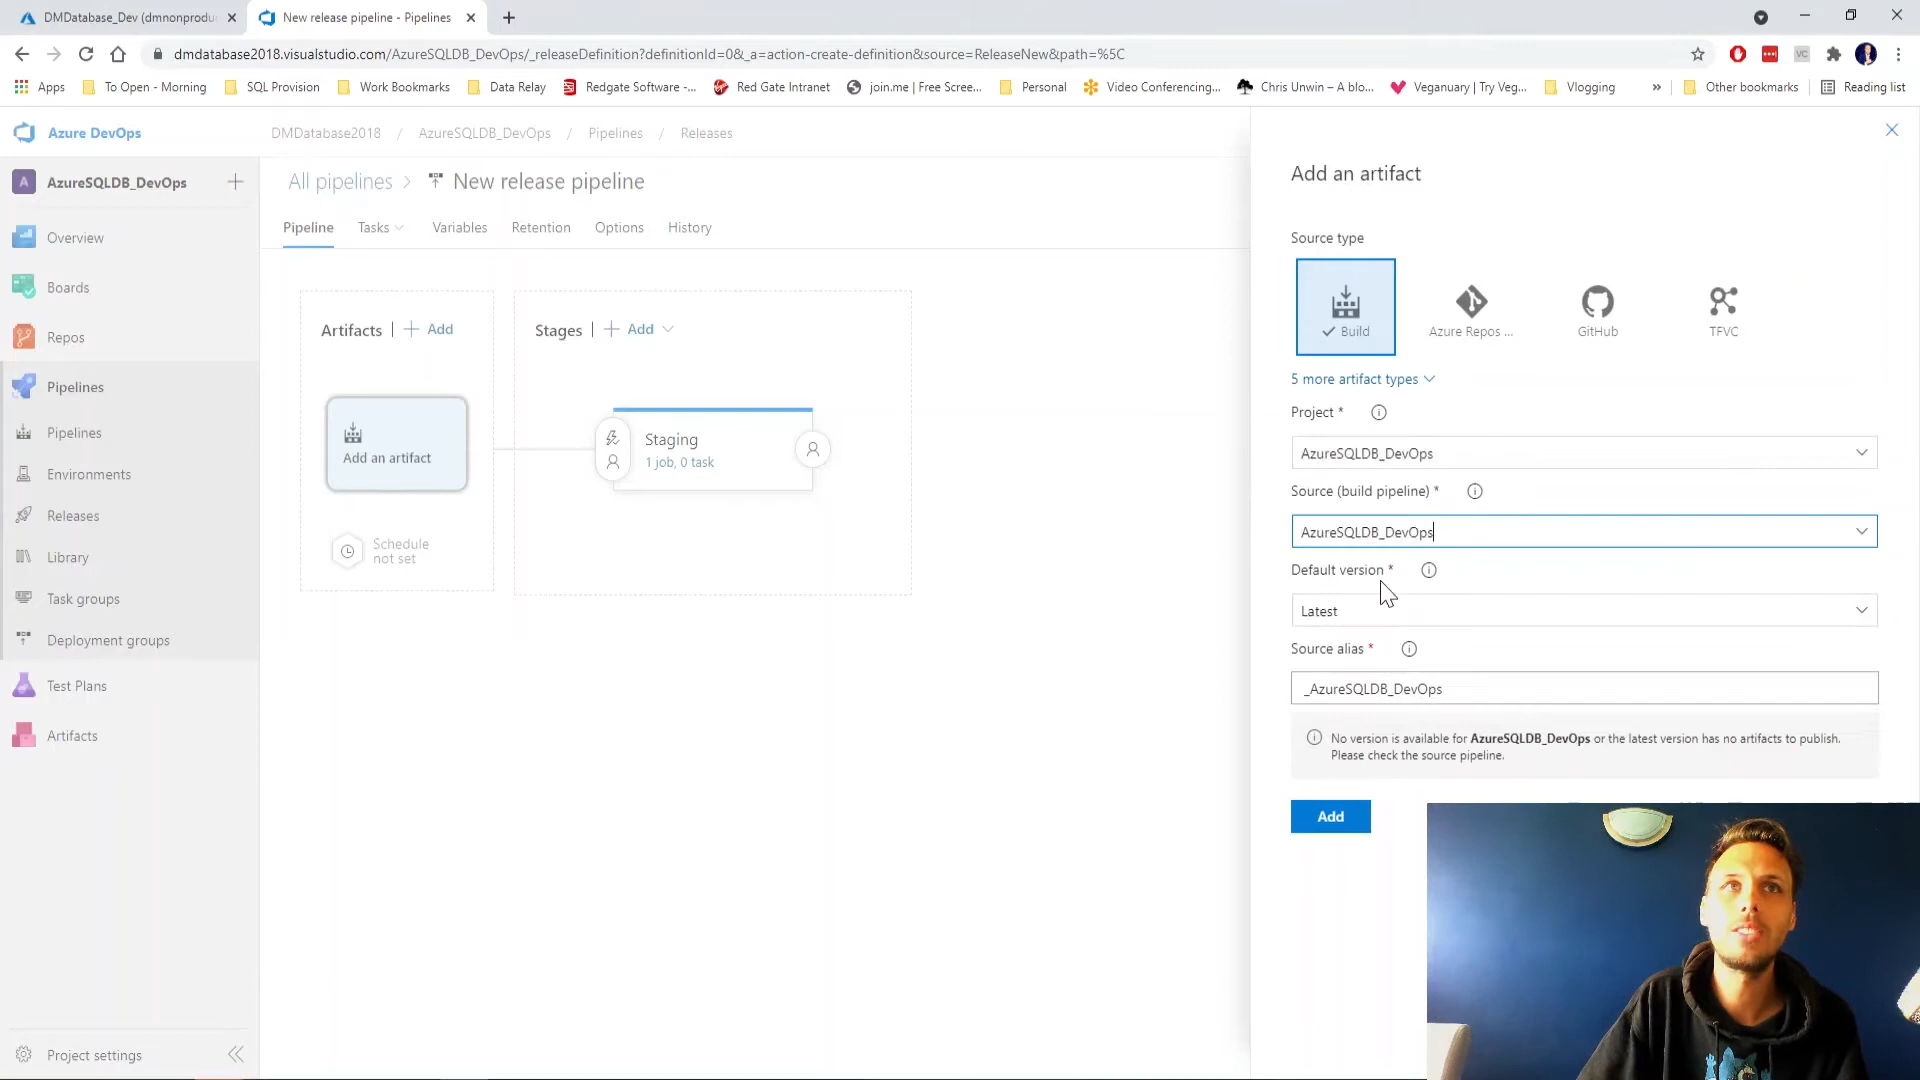 DMDatabase_Dev (dmnonprodu
New release pipeline - Pipelines
dmdatabase2018.visualstudio.com/AzureSQLDB_DevOps/_releaseDefinition?definitionId=0&_a=action-create-definition&source=ReleaseNew&path=%5C
Apps
To Open - Morning
SQL Provision
Work Bookmarks
Data Relay
Redgate Software -...
Red Gate Intranet
join.me | Free Scree...
Personal
Video Conferencing...
Chris Unwin – A blo...
Veganuary | Try Veg...
Vlogging
»
Other bookmarks
Reading list
Azure DevOps
DMDatabase2018 / AzureSQLDB_DevOps / Pipelines / Releases
A AzureSQLDB_DevOps
Overview
Boards
Repos
Pipelines
Pipelines
Environments
Releases
Library
Task groups
Deployment groups
Test Plans
Artifacts
Project settings
All pipelines > New release pipeline
Pipeline Tasks Variables Retention Options History
Artifacts | + Add
Add an artifact
Schedule
not set
Stages | + Add
Staging
1 job, 0 task
Add an artifact
Source type
Build
Azure Repos ...
GitHub
TFVC
5 more artifact types
Project *
AzureSQLDB_DevOps
Source (build pipeline) *
AzureSQLDB_DevOps
Default version *
Latest
Source alias *
_AzureSQLDB_DevOps
No version is available for AzureSQLDB_DevOps or the latest version has no artifacts to publish.
Please check the source pipeline.
Add